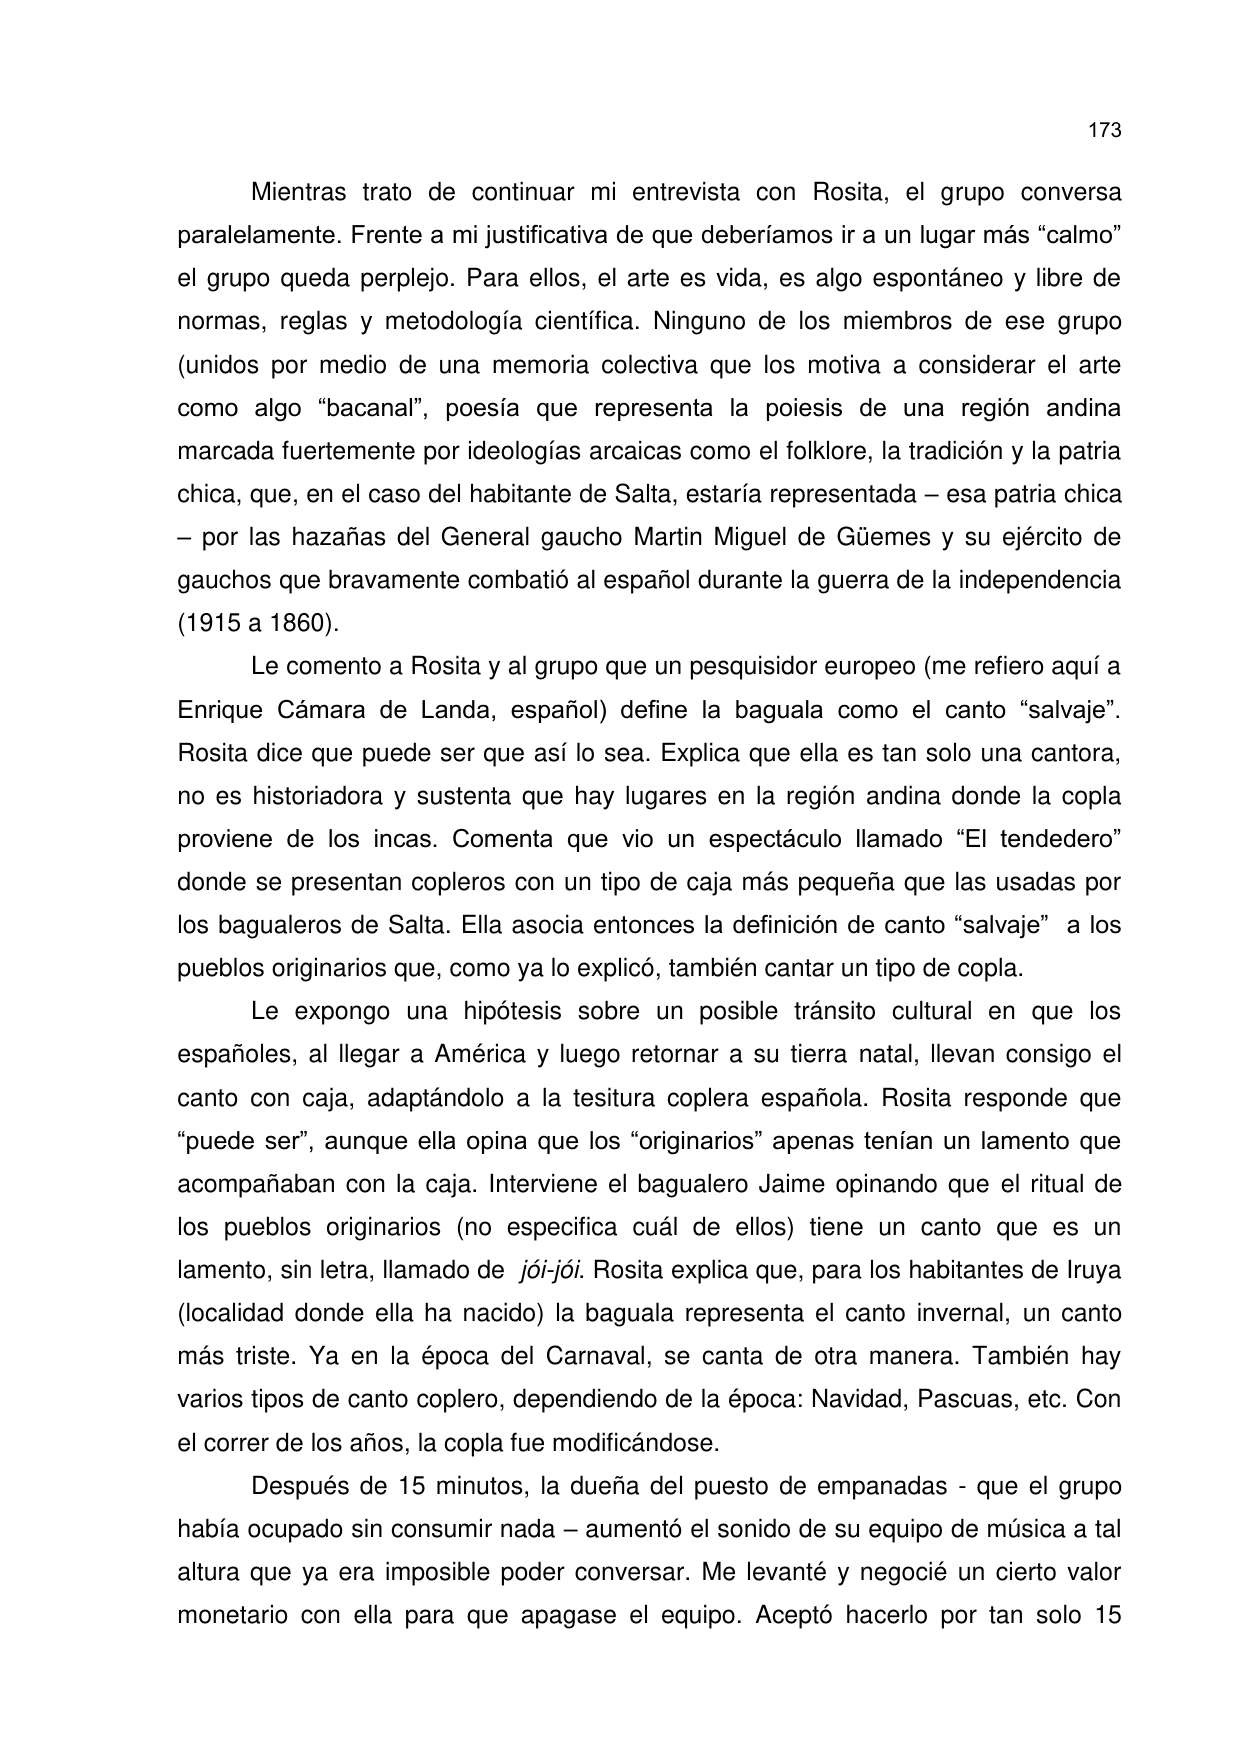 173
Mientras trato de continuar mi entrevista con Rosita, el grupo conversa
paralelamente. Frente a mi justificativa de que deberíamos ir a un lugar más “calmo”
el grupo queda perplejo. Para ellos, el arte es vida, es algo espontáneo y libre de
normas, reglas y metodología científica. Ninguno de los miembros de ese grupo
(unidos por medio de una memoria colectiva que los motiva a considerar el arte
como algo “bacanal”, poesía que representa la poiesis de una región andina
marcada fuertemente por ideologías arcaicas como el folklore, la tradición y la patria
chica, que, en el caso del habitante de Salta, estaría representada – esa patria chica
– por las hazañas del General gaucho Martin Miguel de Güemes y su ejército de
gauchos que bravamente combatió al español durante la guerra de la independencia
(1915 a 1860).
Le comento a Rosita y al grupo que un pesquisidor europeo (me refiero aquí a
Enrique Cámara de Landa, español) define la baguala como el canto “salvaje”.
Rosita dice que puede ser que así lo sea. Explica que ella es tan solo una cantora,
no es historiadora y sustenta que hay lugares en la región andina donde la copla
proviene de los incas. Comenta que vio un espectáculo llamado “El tendedero”
donde se presentan copleros con un tipo de caja más pequeña que las usadas por
los bagualeros de Salta. Ella asocia entonces la definición de canto “salvaje”  a los
pueblos originarios que, como ya lo explicó, también cantar un tipo de copla.
Le expongo una hipótesis sobre un posible tránsito cultural en que los
españoles, al llegar a América y luego retornar a su tierra natal, llevan consigo el
canto con caja, adaptándolo a la tesitura coplera española. Rosita responde que
“puede ser”, aunque ella opina que los “originarios” apenas tenían un lamento que
acompañaban con la caja. Interviene el bagualero Jaime opinando que el ritual de
los pueblos originarios (no especifica cuál de ellos) tiene un canto que es un
lamento, sin letra, llamado de  jói-jói. Rosita explica que, para los habitantes de Iruya
(localidad donde ella ha nacido) la baguala representa el canto invernal, un canto
más triste. Ya en la época del Carnaval, se canta de otra manera. También hay
varios tipos de canto coplero, dependiendo de la época: Navidad, Pascuas, etc. Con
el correr de los años, la copla fue modificándose.
Después de 15 minutos, la dueña del puesto de empanadas - que el grupo
había ocupado sin consumir nada – aumentó el sonido de su equipo de música a tal
altura que ya era imposible poder conversar. Me levanté y negocié un cierto valor
monetario con ella para que apagase el equipo. Aceptó hacerlo por tan solo 15